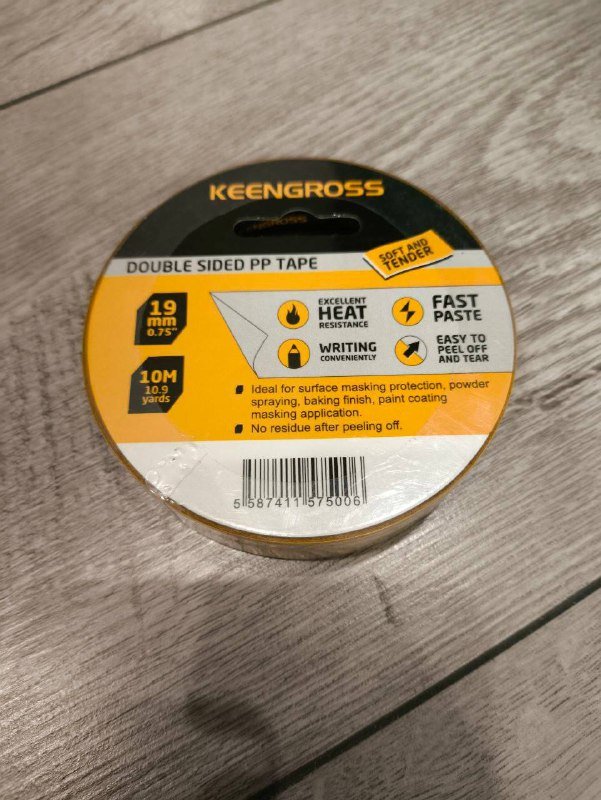 KEENGROSS
KEENGROSS
DOUBLE SIDED PP TAPE
SOFT AND
TENDER
19
mm
0.75"
10M
10.9
yards
EXCELLENT
HEAT
RESISTANCE
FAST
PASTE
WRITING
CONVENIENTLY
EASY TO
PEEL OFF
AND TEAR
Ideal for surface masking protection, powder
spraying, baking finish, paint coating
masking application.
No residue after peeling off.
5 587411 575006